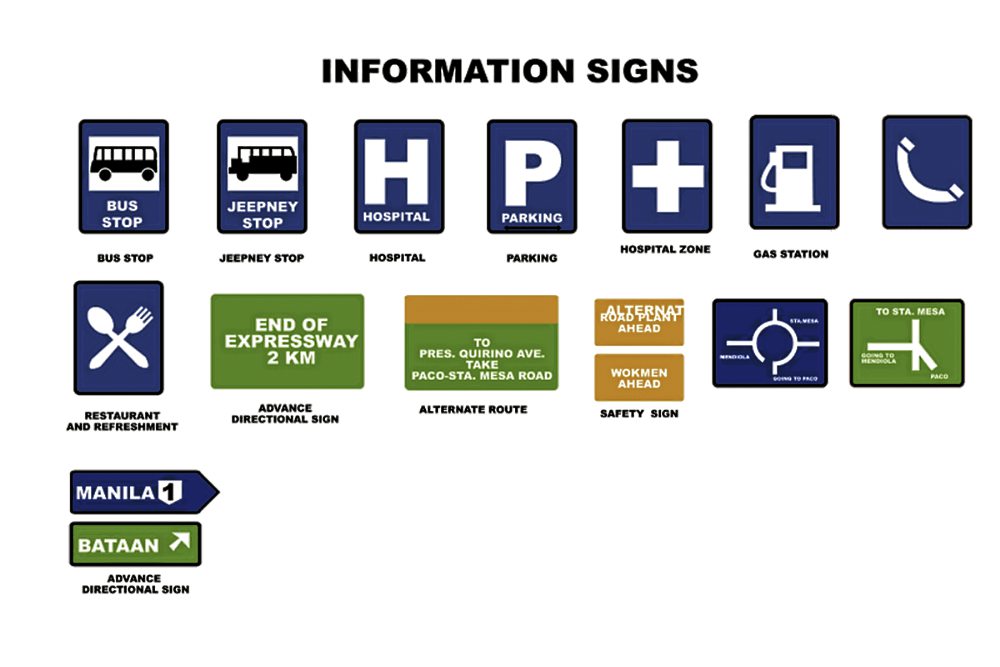 INFORMATION SIGNS
BUS
STOP
JEEPNEY
STOP
H
HOSPITAL
P
PARKING
BUS STOP
JEEPNEY STOP
HOSPITAL
PARKING
HOSPITAL ZONE
GAS STATION
END OF
EXPRESSWAY
2 KM
TO
PRES. QUIRINO AVE.
TAKE
PACO-STA. MESA ROAD
ALTERNAT
ROAD PLANT
AHEAD
WOKMEN
AHEAD
STA.MESA
MENDIOLA
GOING TO PACO
TO STA. MESA
GOING TO
MENDIOLA
PACO
RESTAURANT
AND REFRESHMENT
ADVANCE
DIRECTIONAL SIGN
ALTERNATE ROUTE
SAFETY SIGN
MANILA 1
BATAAN
ADVANCE
DIRECTIONAL SIGN